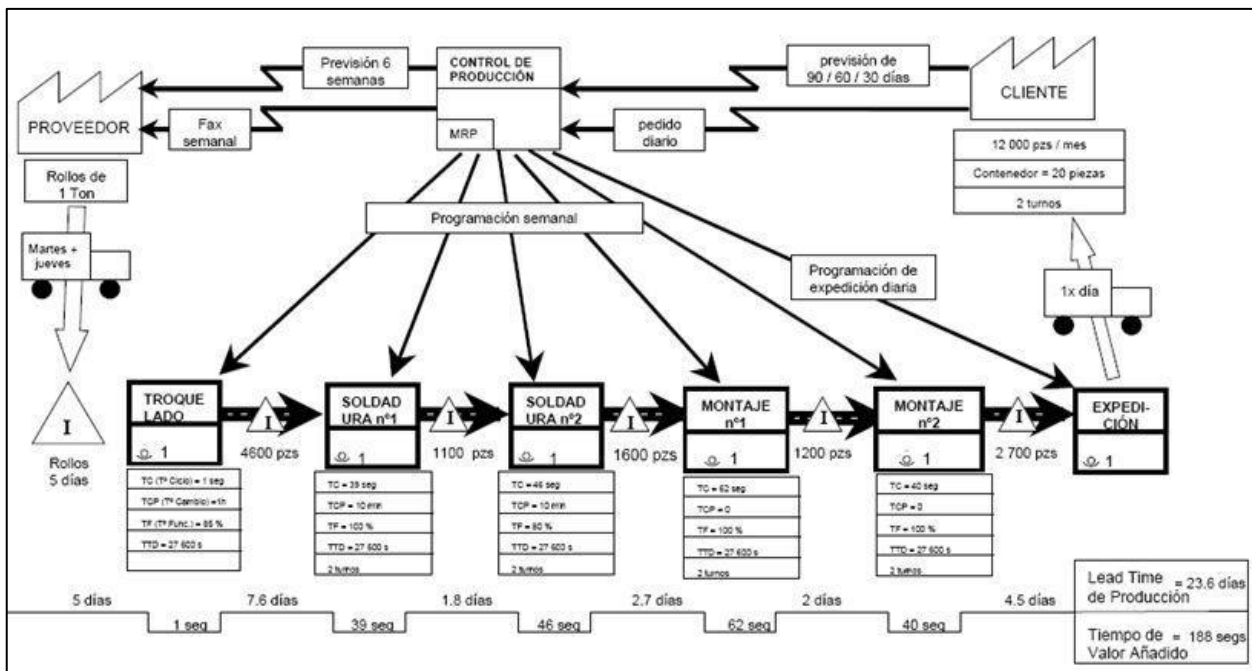 Previsión 6
semanas
CONTROL DE
PRODUCCIÓN
previsión de
90 / 60 / 30 días
PROVEEDOR
Fax
semanal
MRP
pedido
diario
CLIENTE
Rollos de
1 Ton
12 000 pzs / mes
Contenedor = 20 piezas
2 turnos
Programación semanal
Martes +
jueves
Programación de
expedición diaria
1x día
I
Rollos
5 días
TROQUE
LADO
1
TC (Tº Ciclo) = 1 seg
TCP (Tº Cambio) =1h
TF (Tº Func.) = 85 %
TTD = 27 600 s
I
4600 pzs
SOLDAD
URA nº1
1
TC = 39 seg
TCP = 10 min
TF = 100 %
TTD = 27 600 s
2 turnos
I
1100 pzs
SOLDAD
URA nº2
1
TC = 46 seg
TCP = 10 min
TF = 80 %
TTD = 27 600 s
2 turnos
I
1600 pzs
MONTAJE
nº1
1
TC = 62 seg
TCP =0
TF =100 %
TTD = 27 600 s
2 turnos
I
1200 pzs
MONTAJE
nº2
1
TC = 40 seg
TCP =0
TF = 100 %
TTD = 27 600 s
2 turnos
I
2 700 pzs
EXPEDI-
CIÓN
1
5 días
7.6 días
1.8 días
2,7 días
2 días
4.5 días
1 seg
39 seg
46 seg
62 seg
40 seg
Lead Time = 23.6 días
de Producción
Tiempo de = 188 segs
Valor Añadido